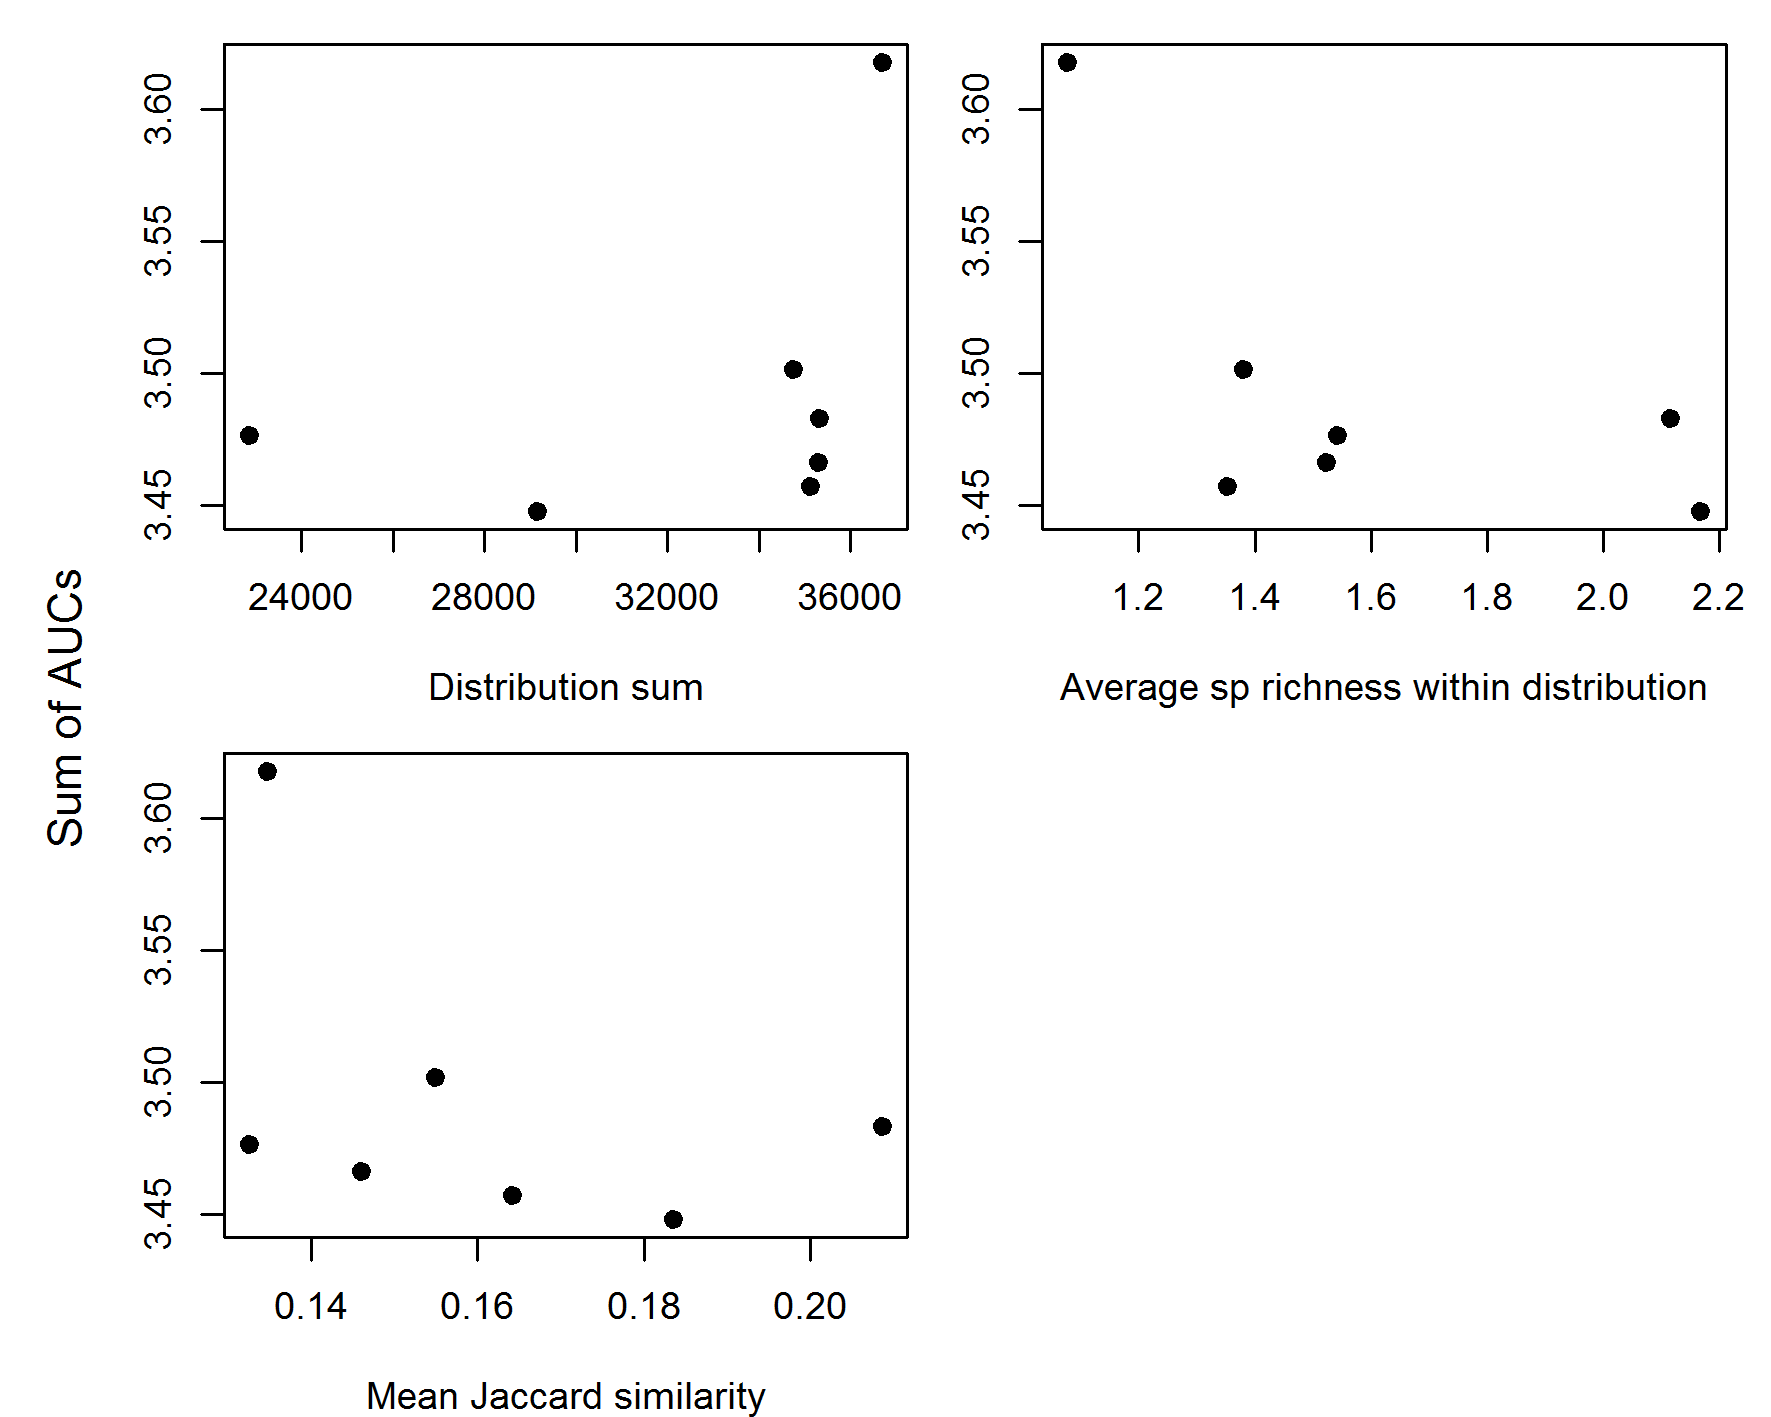 Sum of AUCs
3.60
3.55
3.50
3.45
24000 28000 32000 36000
Distribution sum
3.60
3.55
3.50
3.45
1.2 1.4 1.6 1.8 2.0 2.2
Average sp richness within distribution
3.60
3.55
3.50
3.45
0.14 0.16 0.18 0.20
Mean Jaccard similarity